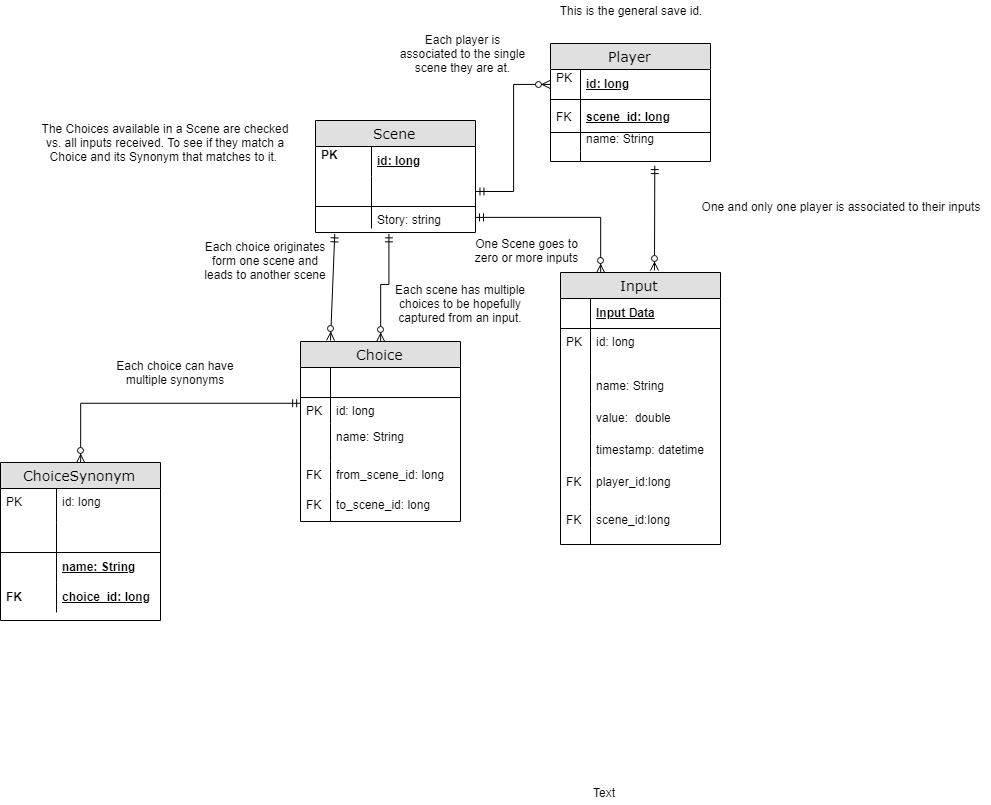 This is the general save id.
Each player is
associated to the single
scene they are at.
Player
PK
id: long
FK
scene_id: long
name: String
The Choices available in a Scene are checked
vs. all inputs received. To see if they match a
Choice and its Synonym that matches to it.
Scene
PK
id: long
Story: string
One and only one player is associated to their inputs
Each choice originates
form one scene and
leads to another scene
One Scene goes to
zero or more inputs
Each scene has multiple
choices to be hopefully
captured from an input.
Input
Input Data
PK
id: long
name: String
value:  double
timestamp: datetime
FK
player_id:long
FK
scene_id:long
Choice
PK
id: long
name: String
FK
from_scene_id: long
FK
to_scene_id: long
Each choice can have
multiple synonyms
ChoiceSynonym
PK
id: long
name: String
FK
choice_id: long
Text